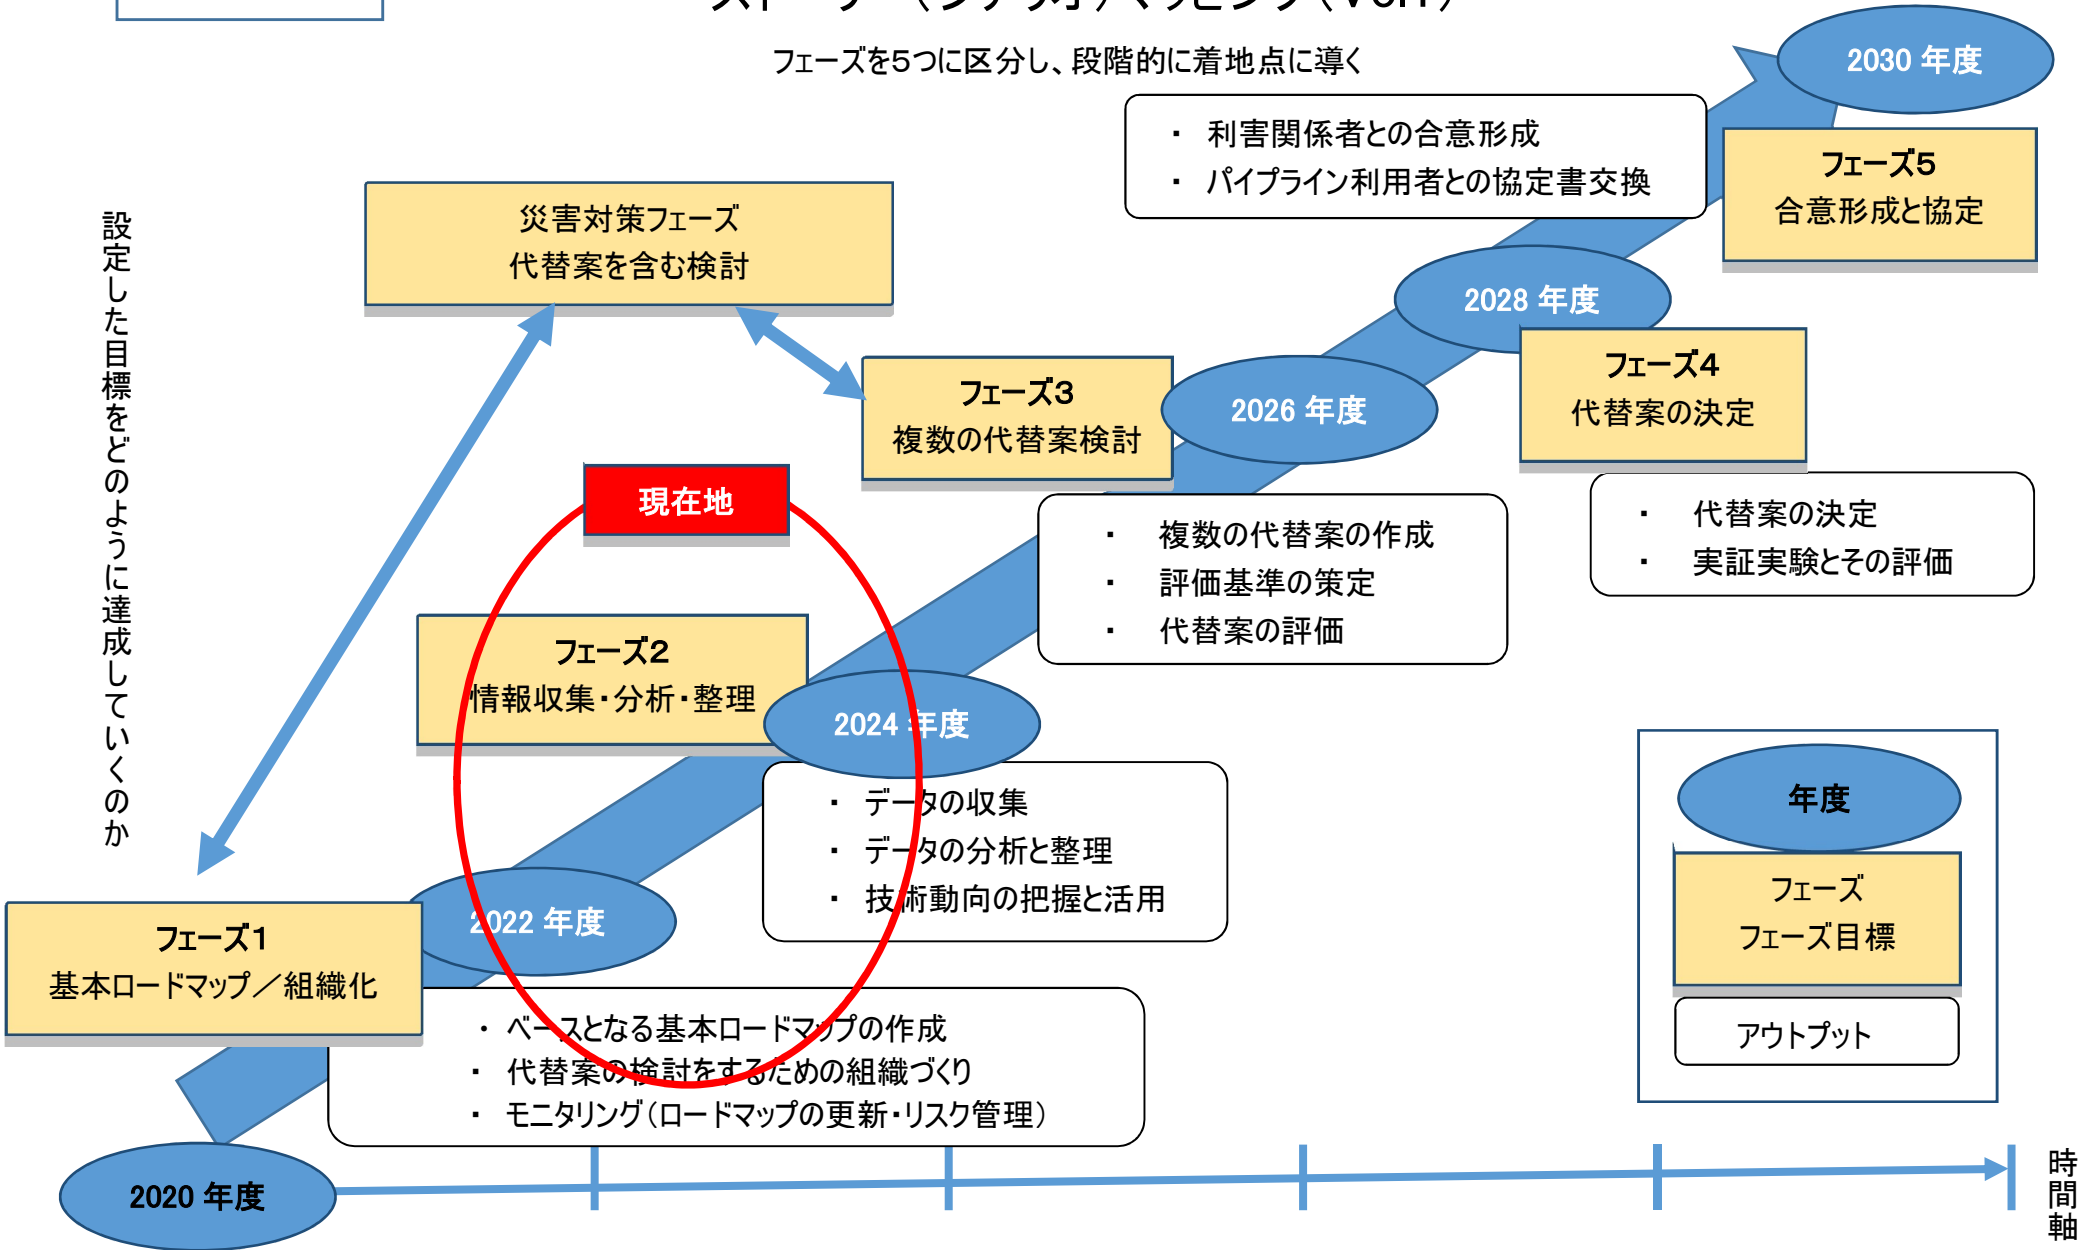 フェーズを5つに区分し、段階的に着地点に導く
2030 年度
・ 利害関係者との合意形成
・ パイプライン利用者との協定書交換
フェーズ5
合意形成と協定
災害対策フェーズ
代替案を含む検討
設定した目標をどのように達成していくのか
2028 年度
フェーズ4
代替案の決定
フェーズ3
複数の代替案検討
2026 年度
現在地
・ 代替案の決定
・ 実証実験とその評価
・ 複数の代替案の作成
・ 評価基準の策定
・ 代替案の評価
フェーズ2
情報収集・分析・整理
2024 年度
・ データの収集
・ データの分析と整理
・ 技術動向の把握と活用
年度
フェーズ
フェーズ目標
アウトプット
フェーズ1
基本ロードマップ／組織化
2022 年度
・ ベースとなる基本ロードマップの作成
・ 代替案の検討をするための組織づくり
・ モニタリング（ロードマップの更新・リスク管理）
2020 年度
時間軸